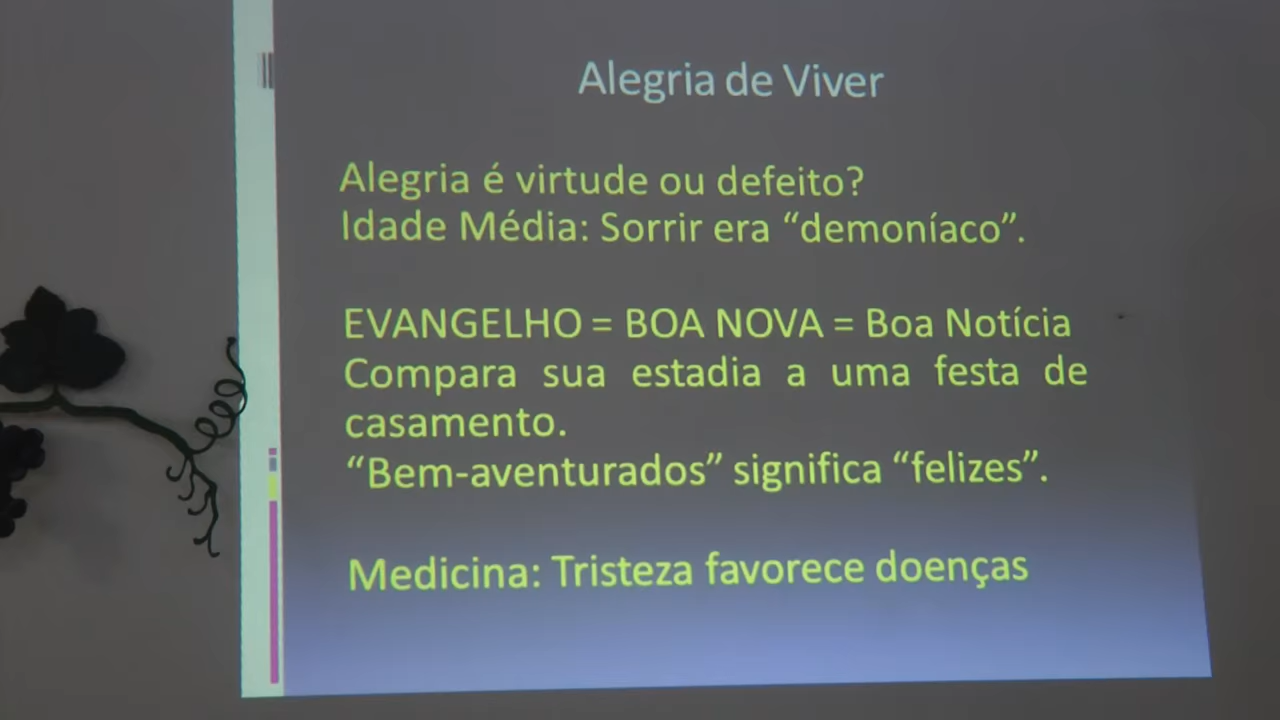 Alegria de Viver
Alegria é virtude ou defeito?
Idade Média: Sorrir era “demoníaco”.
EVANGELHO = BOA NOVA = Boa Notícia
Compara sua estadia a uma festa de
casamento.
“Bem-aventurados” significa “felizes”.
Medicina: Tristeza favorece doenças